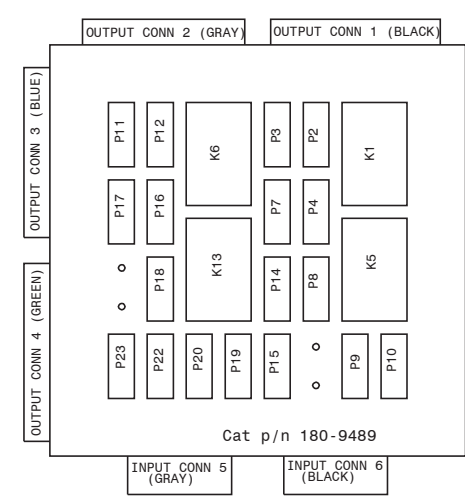 OUTPUT CONN 2 (GRAY)
OUTPUT CONN 1 (BLACK)
OUTPUT CONN 3 (BLUE)
OUTPUT CONN 4 (GREEN)
P11
P12
K6
P3
P2
K1
P17
P16
P7
P4
K13
K5
P18
P14
P8
P23
P22
P20
P19
P15
P9
P10
Cat p/n 180-9489
INPUT CONN 5
(GRAY)
INPUT CONN 6
(BLACK)